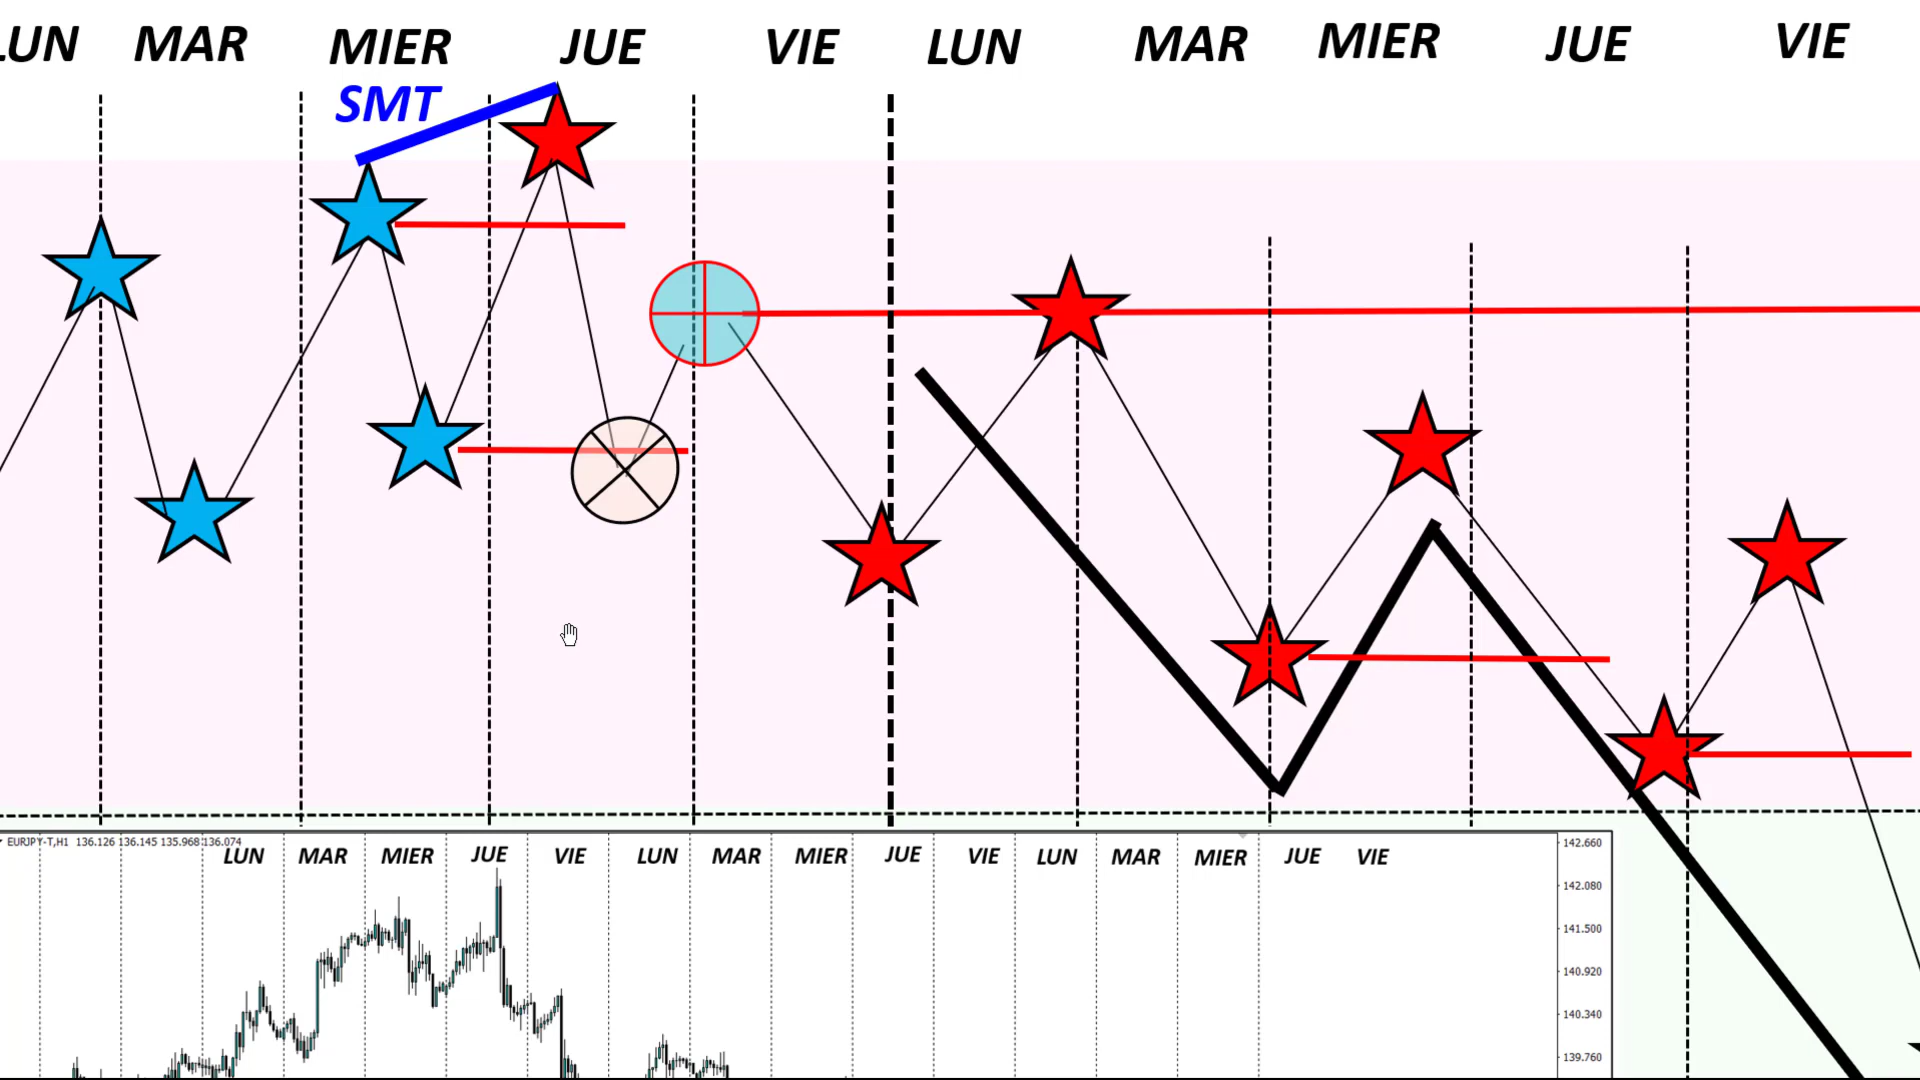 LUN MAR MIER JUE VIE LUN MAR MIER JUE VIE
SMT
EURJPY-T,H1 136.126 136.145 135.968 136.074
LUN MAR MIER JUE VIE LUN MAR MIER JUE VIE LUN MAR MIER JUE VIE
142.660
142.080
141.500
140.920
140.340
139.760